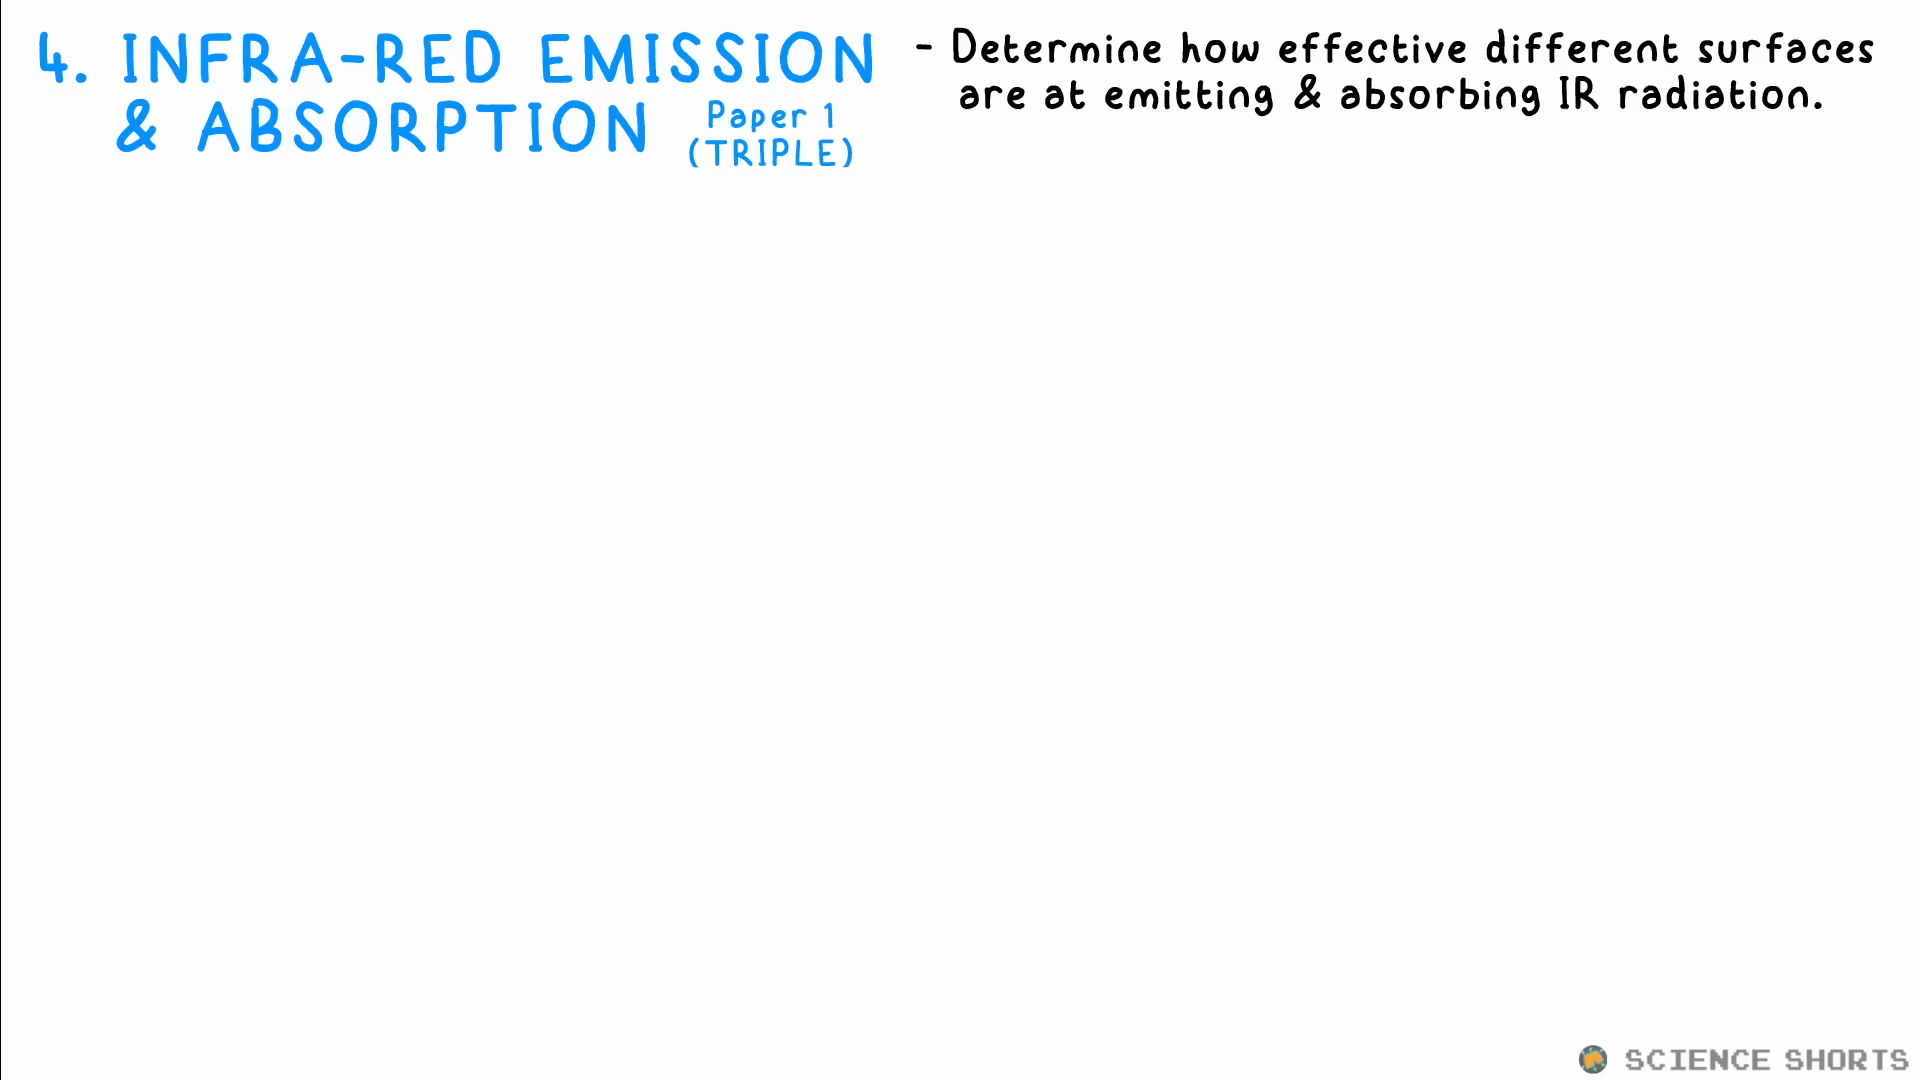 4. INFRA-RED EMISSION
& ABSORPTION
Paper 1
(TRIPLE)
- Determine how effective different surfaces
are at emitting & absorbing IR radiation.
SCIENCE SHORTS